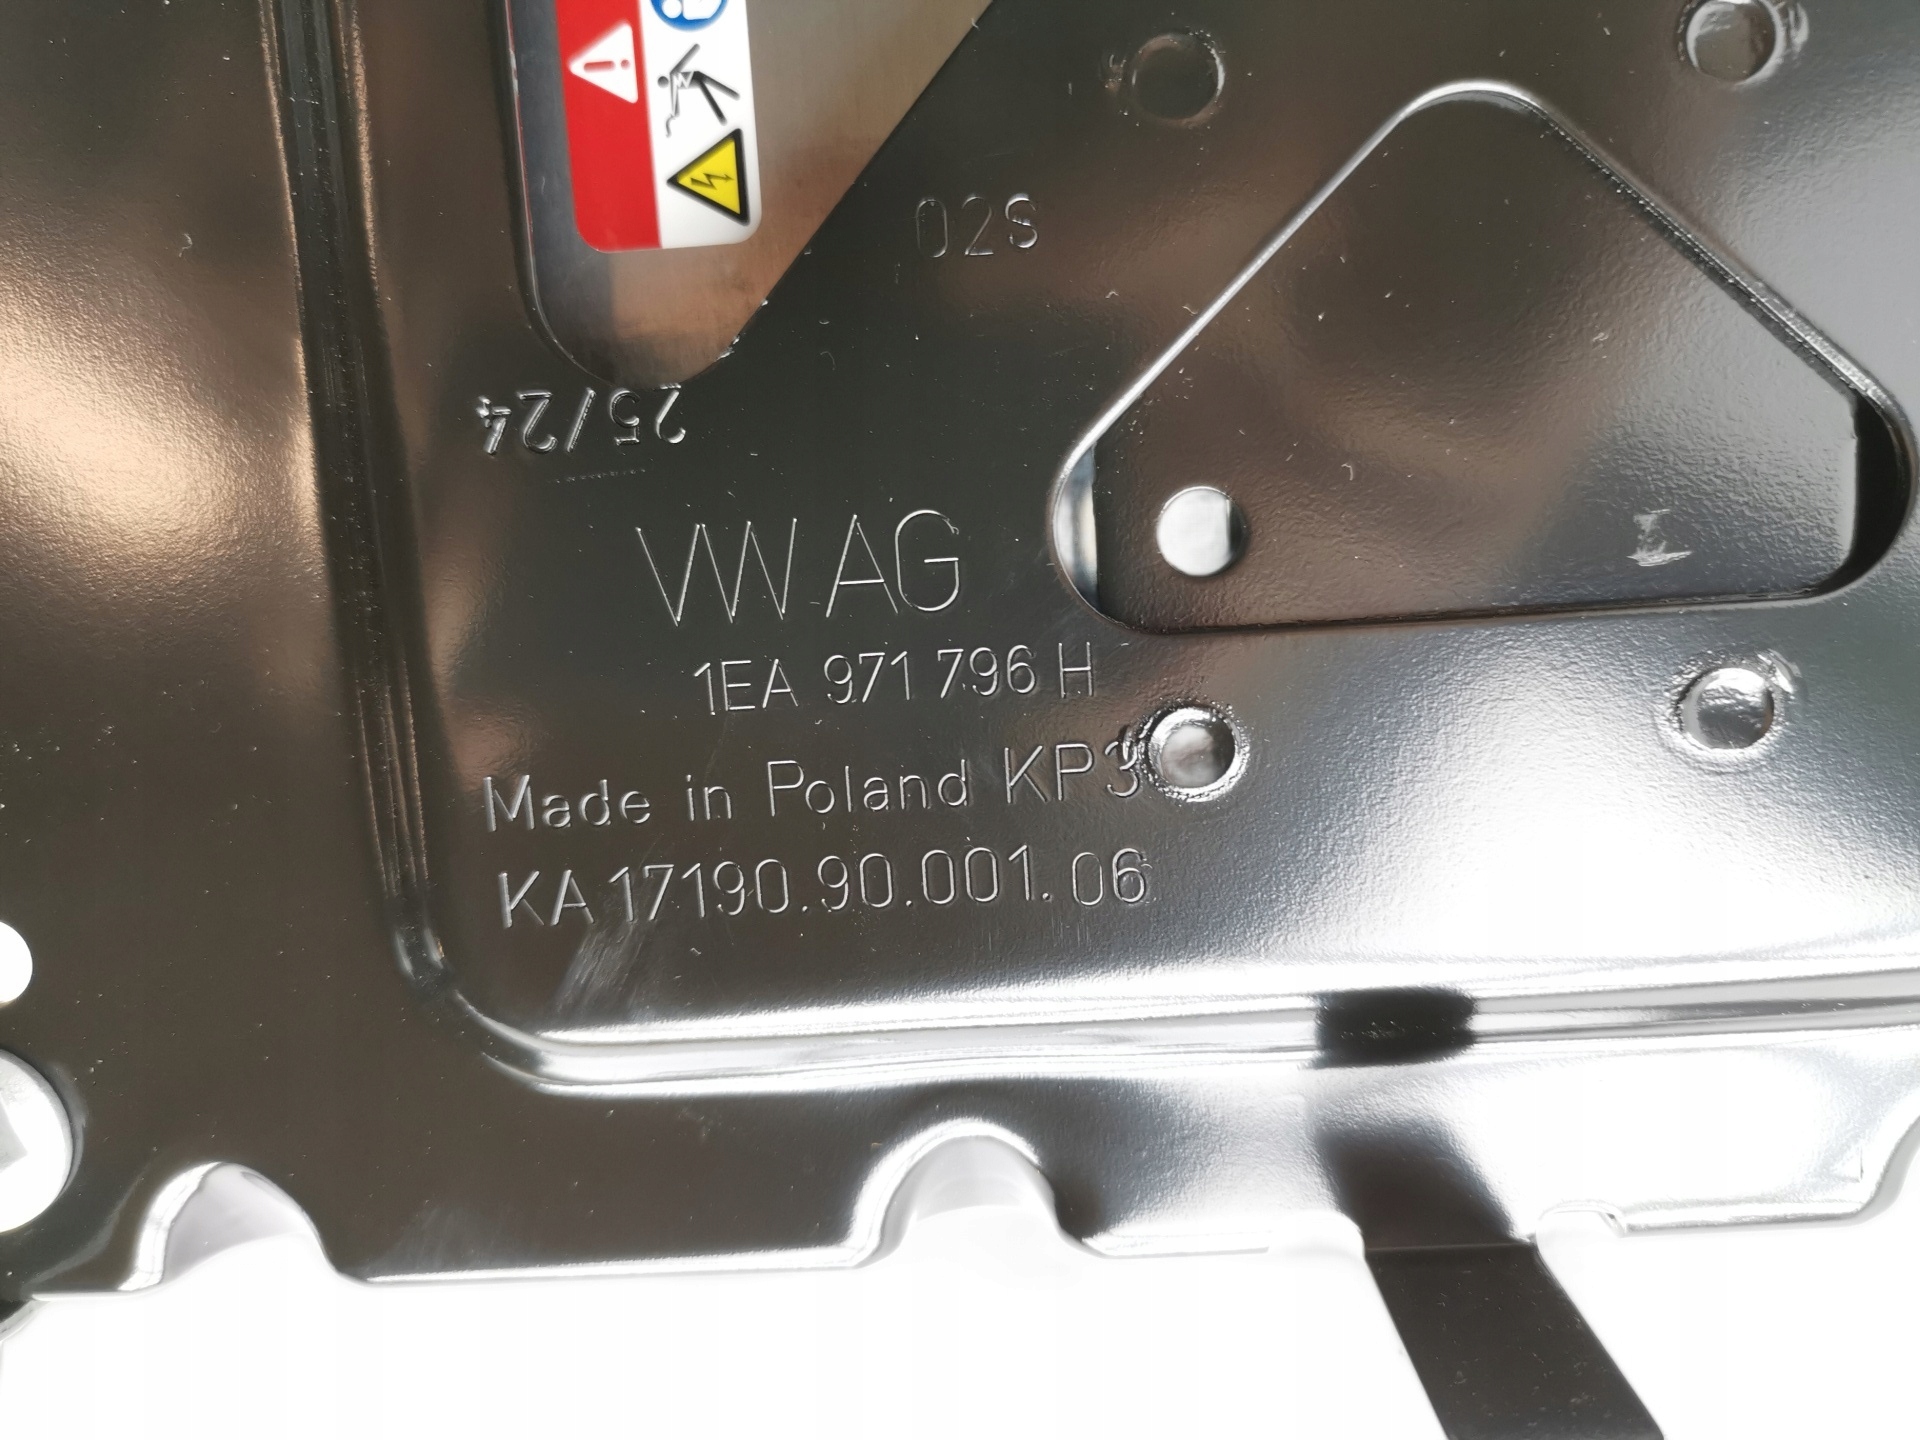 02S
25/24
VW AG
1EA 971 796 H
Made in Poland KP3
KA 17190.90.001.06